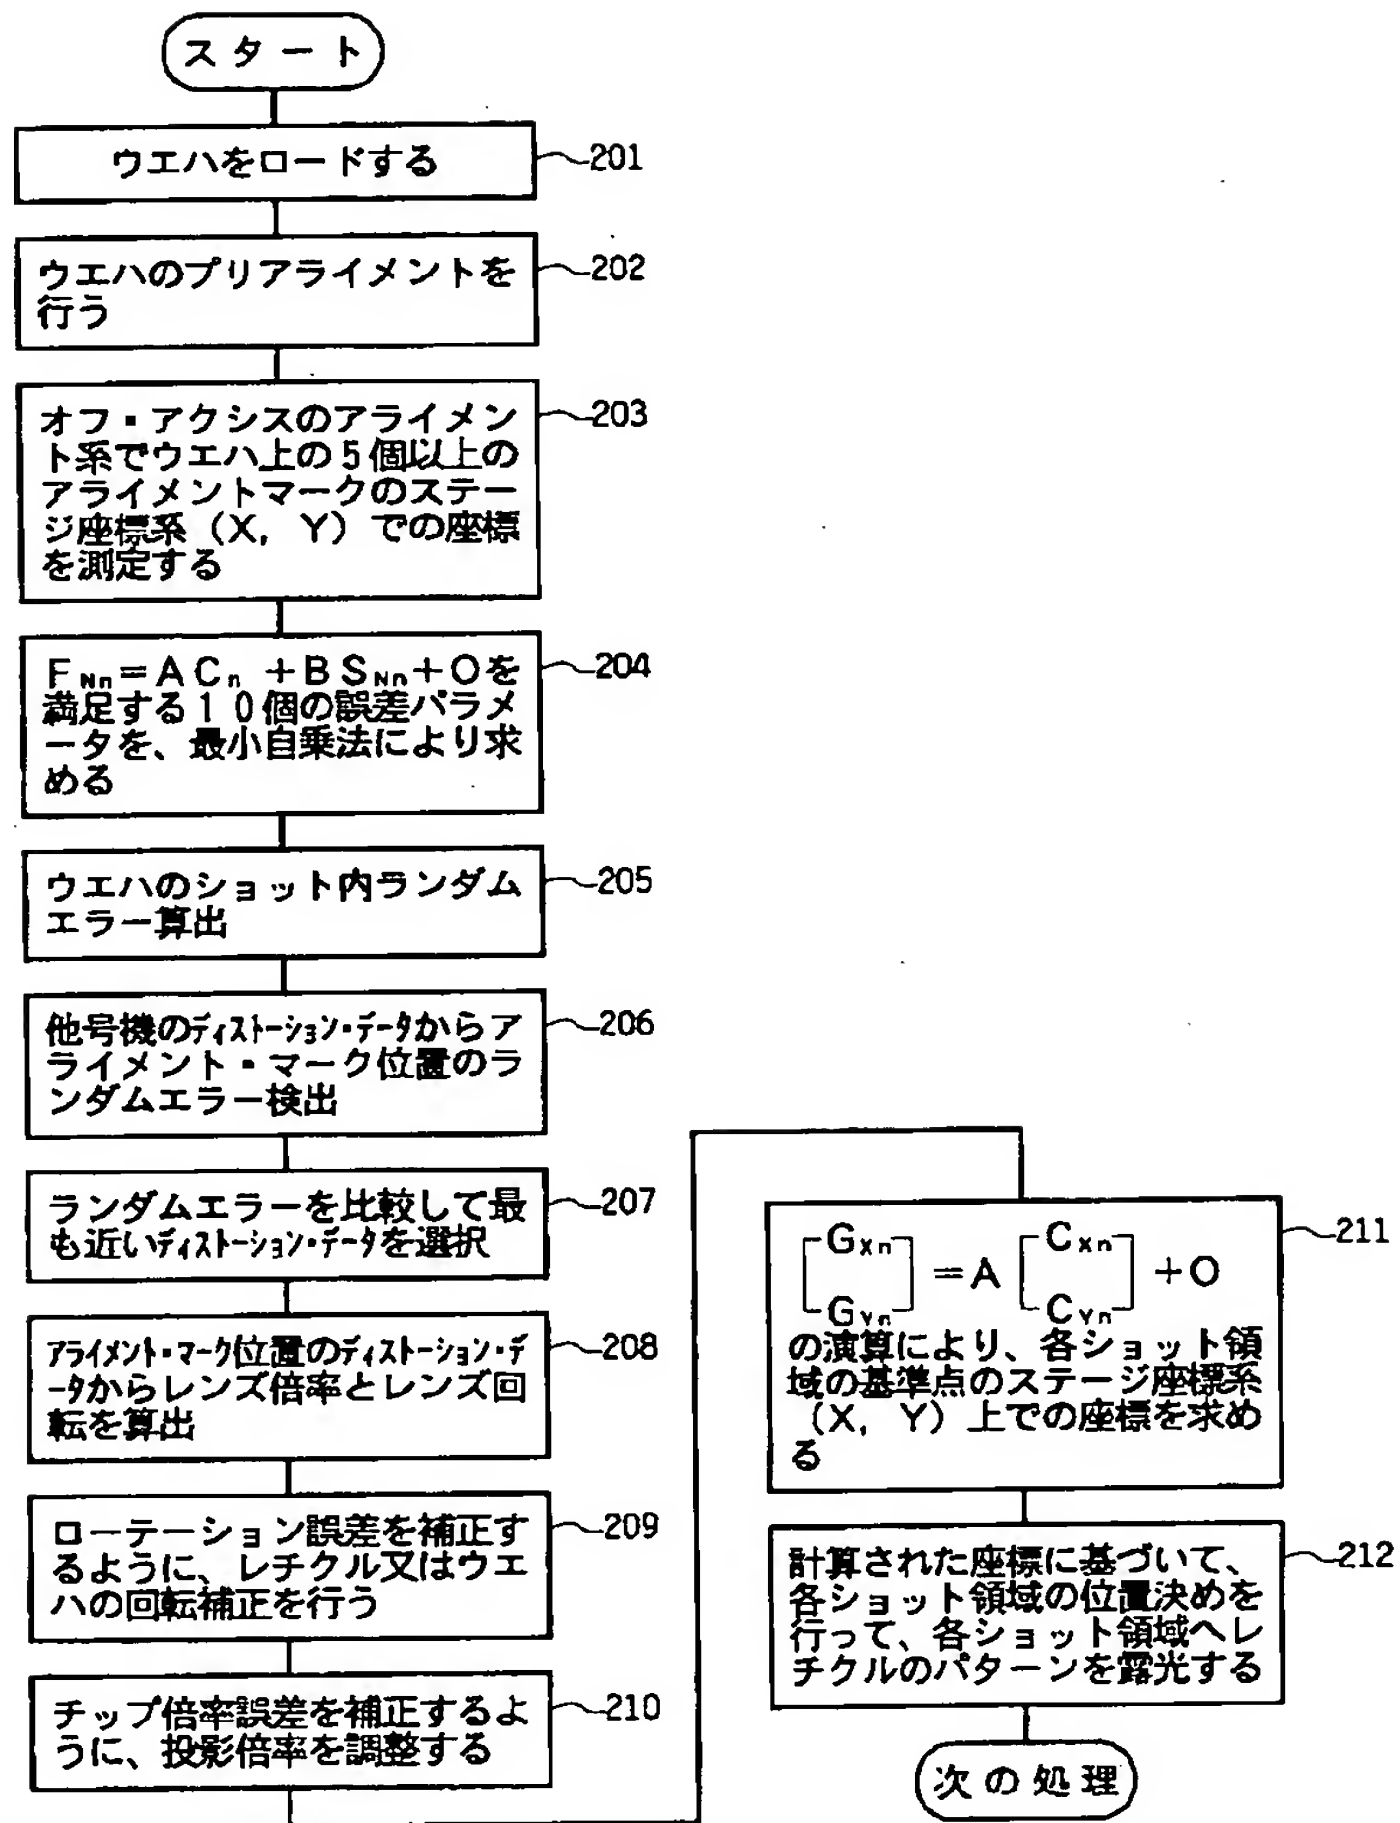 スタート
ウエハをロードする
201
ウエハのプリアライメントを
行う
202
オフ・アクシスのアライメン
ト系でウエハ上の5個以上の
アライメントマークのステー
ジ座標系(X, Y)での座標
を測定する
203
F_Nn=AC_n+BS_Nn+Oを
満足する10個の誤差パラメ
ータを、最小自乗法により求
める
204
ウエハのショット内ランダム
エラー算出
205
他号機のディストーション・データからア
ライメント・マーク位置のラ
ンダムエラー検出
206
ランダムエラーを比較して最
も近いディストーション・データを選択
207
アライメント・マーク位置のディストーション・デ
ータからレンズ倍率とレンズ回
転を算出
208
ローテーション誤差を補正す
るように、レチクル又はウエ
ハの回転補正を行う
209
チップ倍率誤差を補正するよ
うに、投影倍率を調整する
210
[G_Xn G_Yn]=A[C_Xn C_Yn]+O
の演算により、各ショット領
域の基準点のステージ座標系
(X, Y)上での座標を求め
る
211
計算された座標に基づいて、
各ショット領域の位置決めを
行って、各ショット領域へレ
チクルのパターンを露光する
212
次の処理